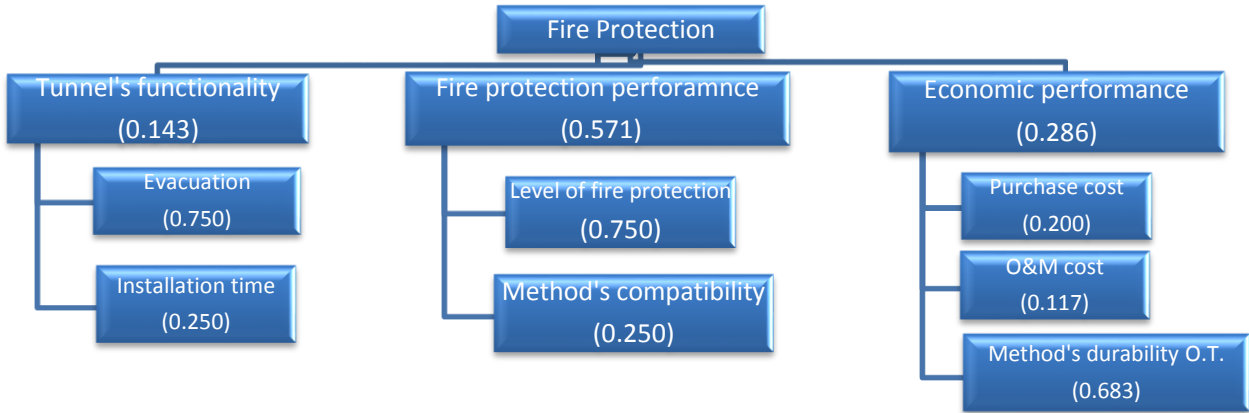 Fire Protection
Tunnel's functionality
(0.143)
Evacuation
(0.750)
Installation time
(0.250)
Fire protection peforamnce
(0.571)
Level of fire protection
(0.750)
Method's compatibility
(0.250)
Economic performance
(0.286)
Purchase cost
(0.200)
O&M cost
(0.117)
Method's durability O.T.
(0.683)